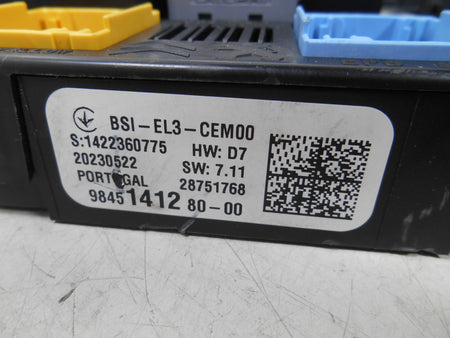 BSI-EL3-CEM00
S:1422360775 HW: D7
20230522 SW: 7.11
PORTUGAL 28751768
98451412 80-00